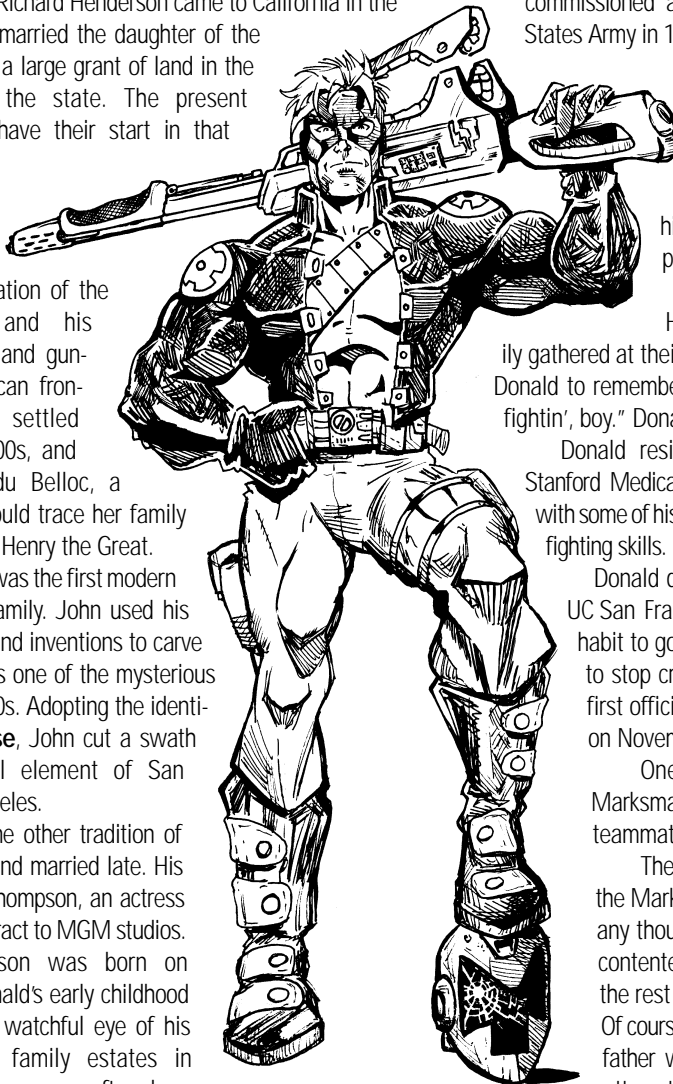 Richard Henderson came to California in the
married the daughter of the
a large grant of land in the
the state. The present
have their start in that
ation of the
and his
and gun-
can fron-
settled
00s, and
du Belloc, a
ould trace her family
Henry the Great.
was the first modern
amily. John used his
nd inventions to carve
s one of the mysterious
0s. Adopting the identi-
se, John cut a swath
l element of San
eles.
ne other tradition of
nd married late. His
hompson, an actress
ract to MGM studios.
son was born on
nald's early childhood
watchful eye of his
family estates in
commissioned a
States Army in 1
hi
p
H
ily gathered at their
Donald to remembe
fightin', boy." Dona
Donald resi
Stanford Medica
with some of his
fighting skills.
Donald c
UC San Fra
habit to go
to stop cr
first offici
on Novem
One
Marksma
teammat
The
the Mark
any thou
contente
the rest
Of cours
father w